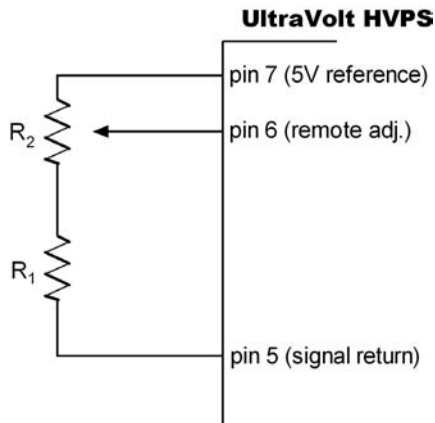 UltraVolt HVPS
pin 7 (5V reference)
R2
pin 6 (remote adj.)
R1
pin 5 (signal return)